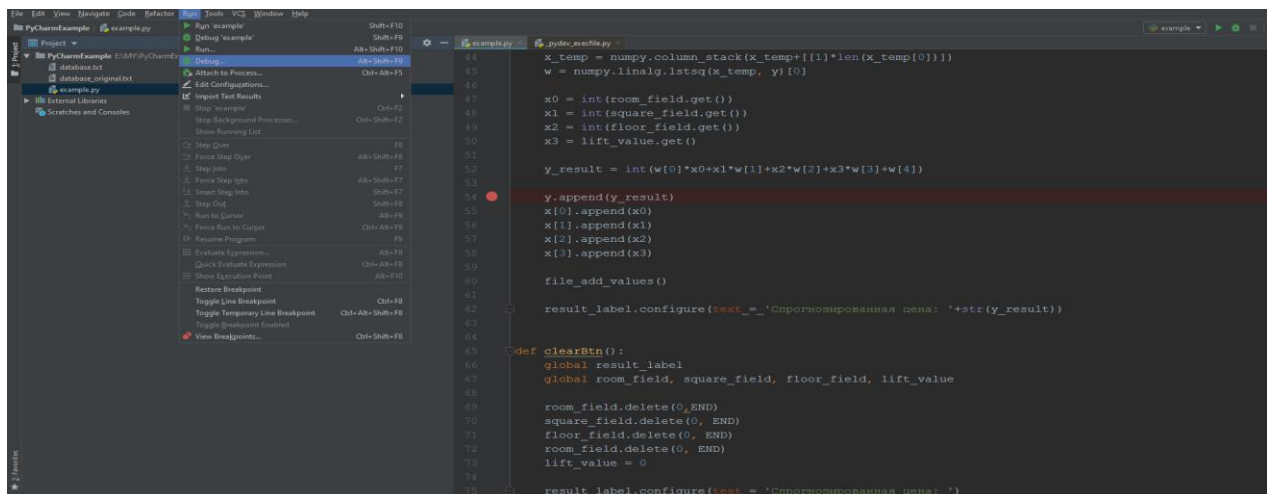 File Edit View Navigate Code Refactor Run Tools VCS Window Help
PyCharmExample example.py
example
1: Project
Project
PyCharmExample E:\MY\PyCharmEx
database.txt
database_original.txt
example.py
External Libraries
Scratches and Consoles
2: Favorites
Run 'example' Shift+F10
Debug 'example' Shift+F9
Run... Alt+Shift+F10
Debug... Alt+Shift+F9
Attach to Process... Ctrl+Alt+F5
Edit Configurations...
Import Test Results
Stop 'example' Ctrl+F2
Stop Background Processes... Ctrl+Shift+F2
Show Running List
Step Over F8
Force Step Over Alt+Shift+F8
Step Into F7
Force Step Into Alt+Shift+F7
Smart Step Into Shift+F7
Step Out Shift+F8
Run to Cursor Alt+F9
Force Run to Cursor Ctrl+Alt+F9
Resume Program F9
Evaluate Expression... Alt+F8
Quick Evaluate Expression Ctrl+Alt+F8
Show Execution Point Alt+F10
Restore Breakpoint
Toggle Line Breakpoint Ctrl+F8
Toggle Temporary Line Breakpoint Ctrl+Alt+Shift+F8
Toggle Breakpoint Enabled
View Breakpoints... Ctrl+Shift+F8
example.py _pydev_execfile.py
44 x_temp = numpy.column_stack(x_temp+[[1]*len(x_temp[0])])
45 w = numpy.linalg.lstsq(x_temp, y)[0]
46
47 x0 = int(room_field.get())
48 x1 = int(square_field.get())
49 x2 = int(floor_field.get())
50 x3 = lift_value.get()
51
52 y_result = int(w[0]*x0+x1*w[1]+x2*w[2]+x3*w[3]+w[4])
53
54 y.append(y_result)
55 x[0].append(x0)
56 x[1].append(x1)
57 x[2].append(x2)
58 x[3].append(x3)
59
60 file_add_values()
61
62 result_label.configure(text = 'Спрогнозированная цена: '+str(y_result))
63
64
65 def clearBtn():
66 global result_label
67 global room_field, square_field, floor_field, lift_value
68
69 room_field.delete(0,END)
70 square_field.delete(0, END)
71 floor_field.delete(0, END)
72 room_field.delete(0, END)
73 lift_value = 0
74
75 result_label.configure(text = 'Спрогнозированная цена: ')